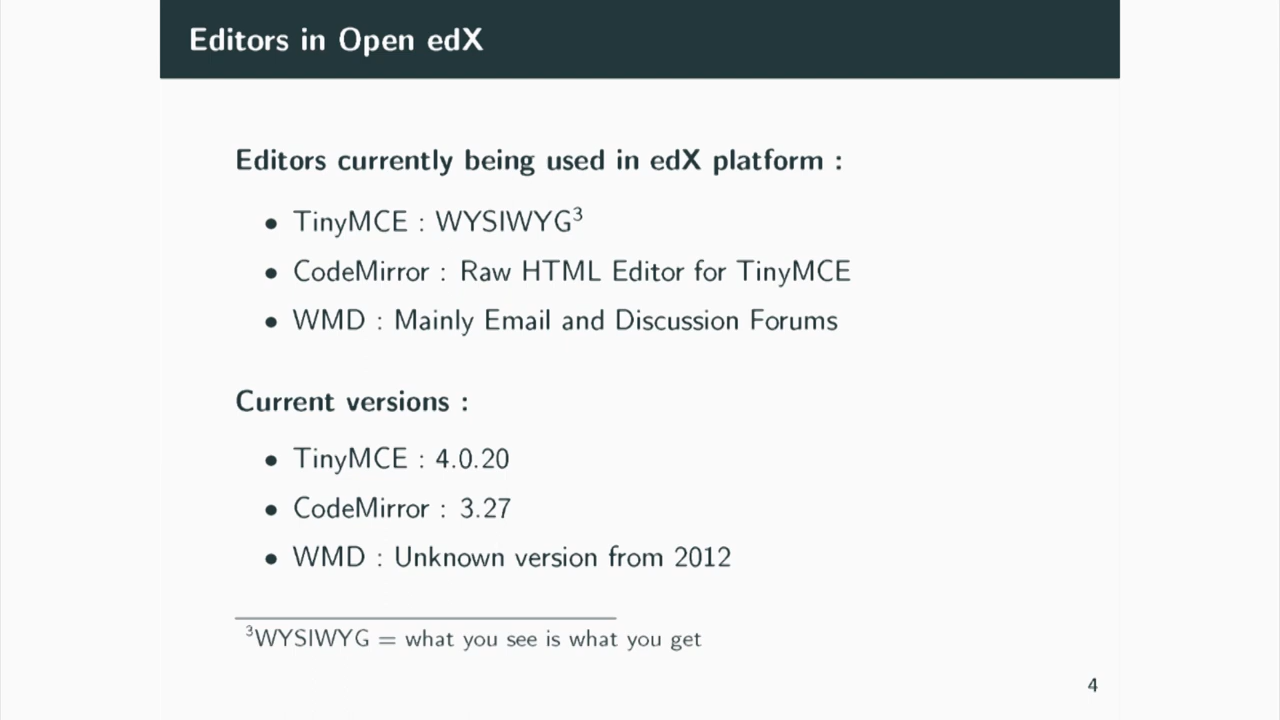 Editors in Open edX
Editors currently being used in edX platform :
• TinyMCE : WYSIWYG³
• CodeMirror : Raw HTML Editor for TinyMCE
• WMD : Mainly Email and Discussion Forums
Current versions :
• TinyMCE : 4.0.20
• CodeMirror : 3.27
• WMD : Unknown version from 2012
³WYSIWYG = what you see is what you get
4